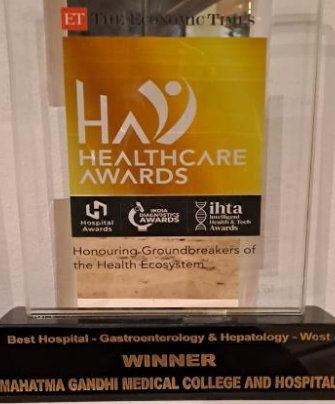 ET THE ECONOMIC TIMES
HA
HEALTHCARE
AWARDS
Hospital
Awards
INDIA
DIAGNOSTICS
AWARDS
ihta
Intelligent
Health & Tech
Awards
Honouring Groundbreakers of
the Health Ecosystem
Best Hospital - Gastroenterology & Hepatology - West
WINNER
MAHATMA GANDHI MEDICAL COLLEGE AND HOSPITAL